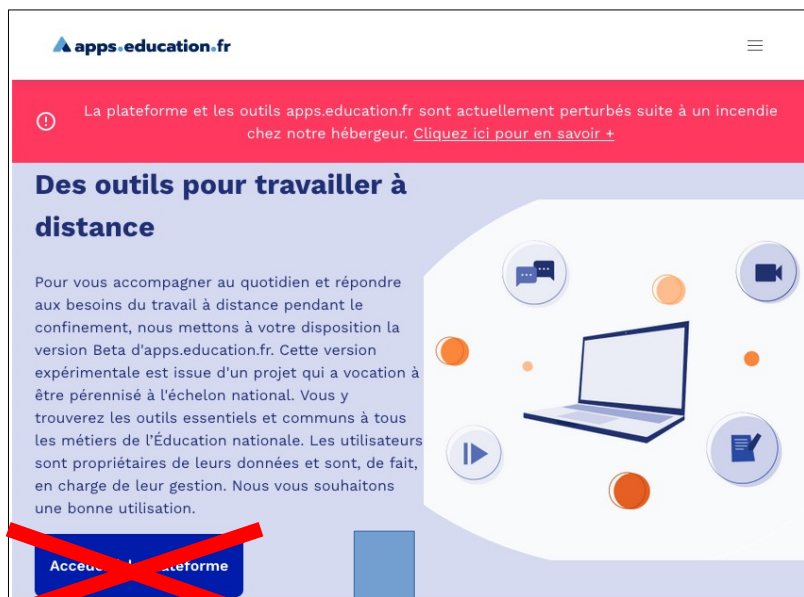 apps.education.fr
La plateforme et les outils apps.education.fr sont actuellement perturbés suite à un incendie
chez notre hébergeur. Cliquez ici pour en savoir +
Des outils pour travailler à
distance
Pour vous accompagner au quotidien et répondre
aux besoins du travail à distance pendant le
confinement, nous mettons à votre disposition la
version Beta d'apps.education.fr. Cette version
expérimentale est issue d'un projet qui a vocation à
être pérennisé à l'échelon national. Vous y
trouverez les outils essentiels et communs à tous
les métiers de l’Éducation nationale. Les utilisateurs
sont propriétaires de leurs données et sont, de fait,
en charge de leur gestion. Nous vous souhaitons
une bonne utilisation.